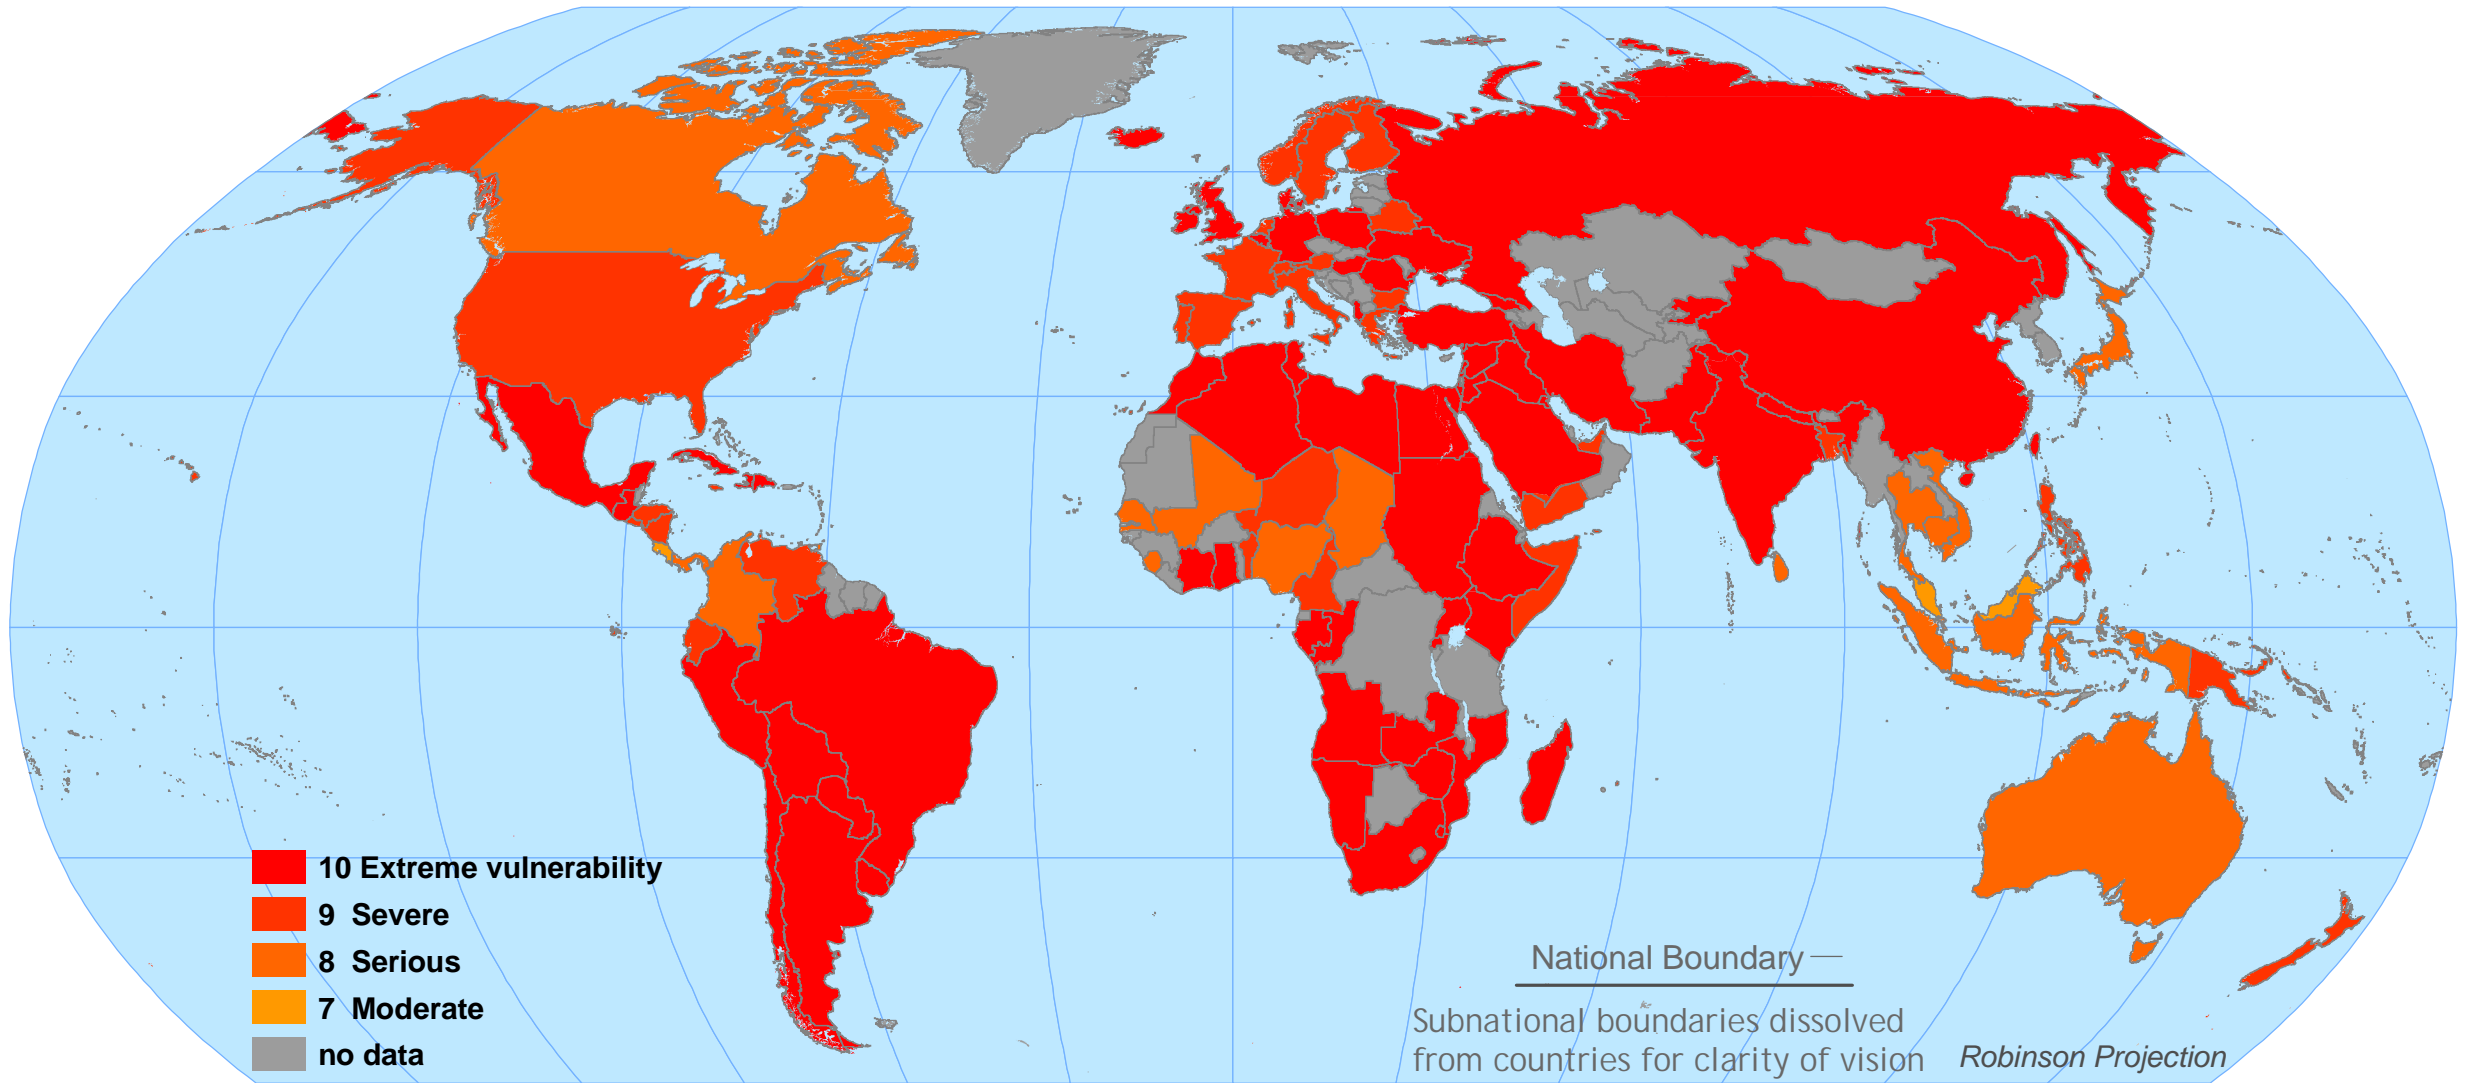 10 Extreme vulnerability
9 Severe
8 Serious
7 Moderate
no data
National Boundary
Subnational boundaries dissolved
from countries for clarity of vision
Robinson Projection